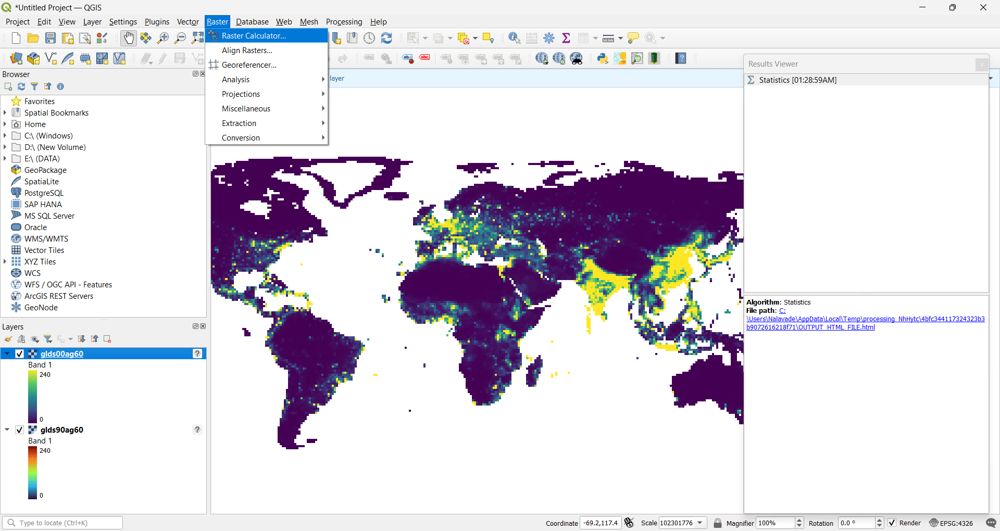 *Untitled Project — QGIS
Project Edit View Layer Settings Plugins Vector Raster Database Web Mesh Processing Help
Raster Calculator...
Align Rasters...
Georeferencer...
Analysis
Projections
Miscellaneous
Extraction
Conversion
layer
Browser
Favorites
Spatial Bookmarks
Home
C:\ (Windows)
D:\ (New Volume)
E:\ (DATA)
GeoPackage
SpatiaLite
PostgreSQL
SAP HANA
MS SQL Server
Oracle
WMS/WMTS
Vector Tiles
XYZ Tiles
WCS
WFS / OGC API - Features
ArcGIS REST Servers
GeoNode
Layers
glds00ag60
Band 1
240
0
glds90ag60
Band 1
240
0
Results Viewer
Statistics [01:28:59AM]
Algorithm: Statistics
File path: C:
\Users\Nalavade\AppData\Local\Temp\processing_NhHytc\4bfc344117324323b3
b9072616218f71\OUTPUT_HTML_FILE.html
Type to locate (Ctrl+K)
Coordinate -69.2,117.4 Scale 102301776 Magnifier 100% Rotation 0.0 ° Render EPSG:4326